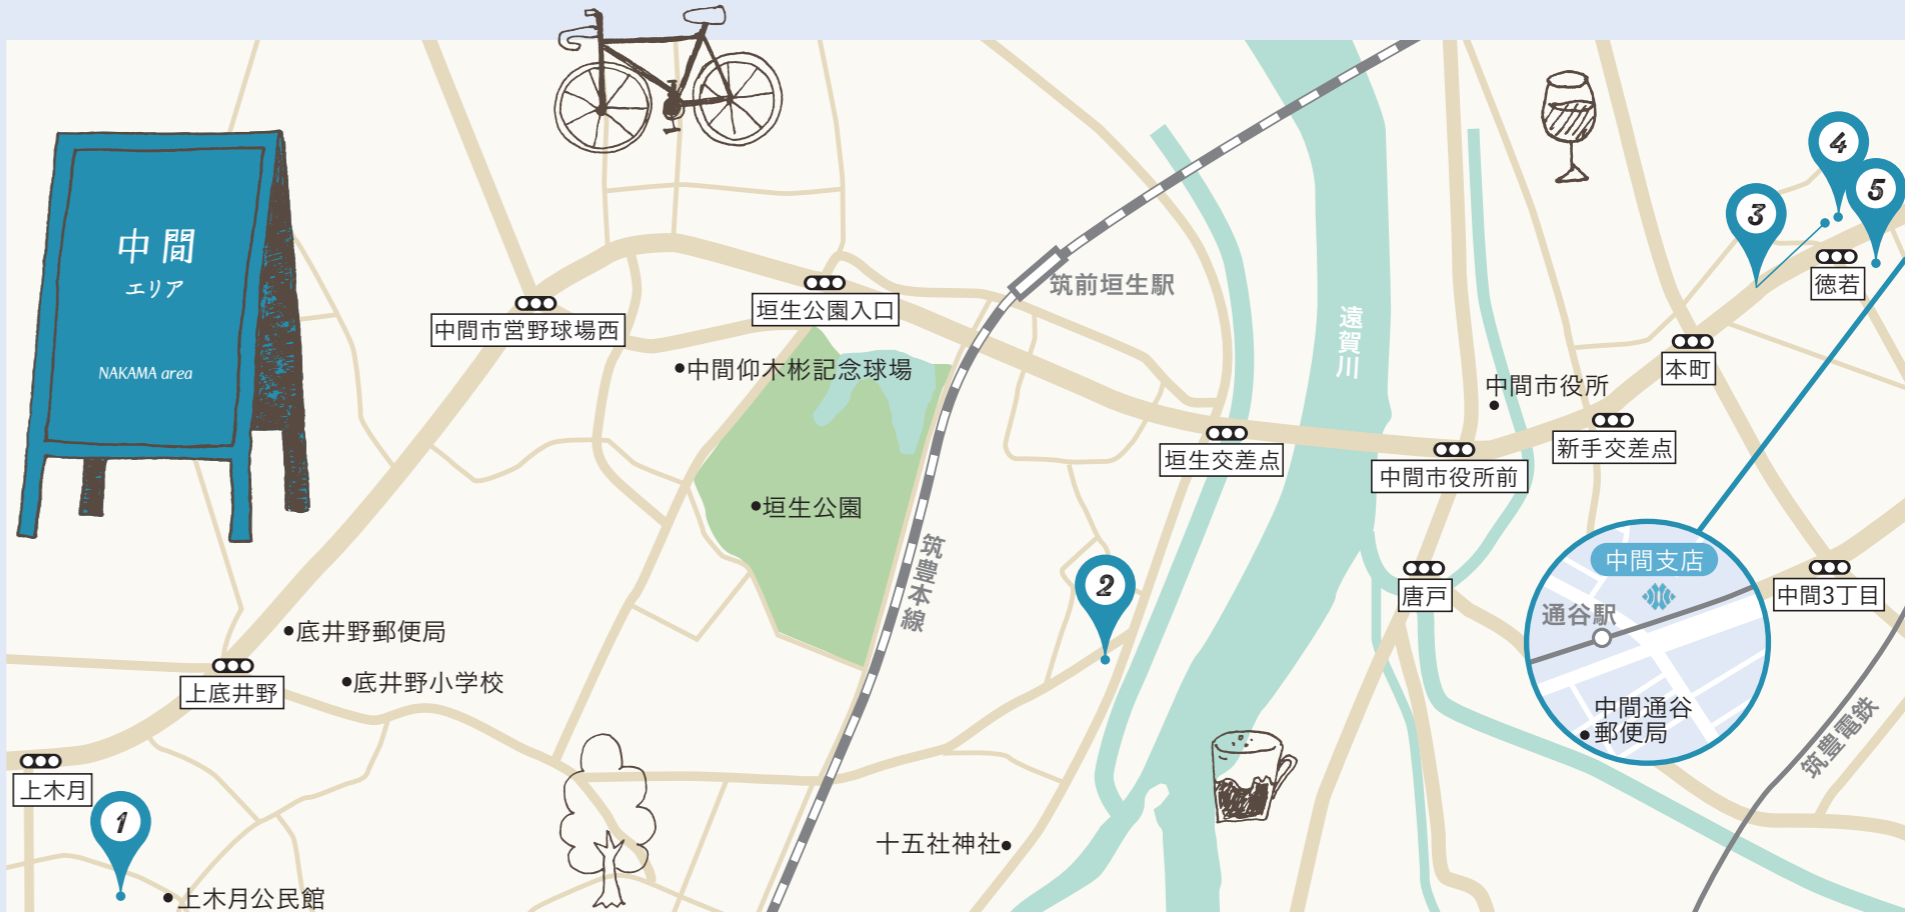 中間
エリア
NAKAMA area
中間市営野球場西
垣生公園入口
中間仰木彬記念球場
垣生公園
筑前垣生駅
筑豊本線
遠賀川
垣生交差点
中間市役所
中間市役所前
新手交差点
本町
徳若
3
4
5
2
唐戸
中間3丁目
中間支店
通谷駅
中間通谷
郵便局
筑豊電鉄
底井野郵便局
底井野小学校
上底井野
上木月
1
上木月公民館
十五社神社